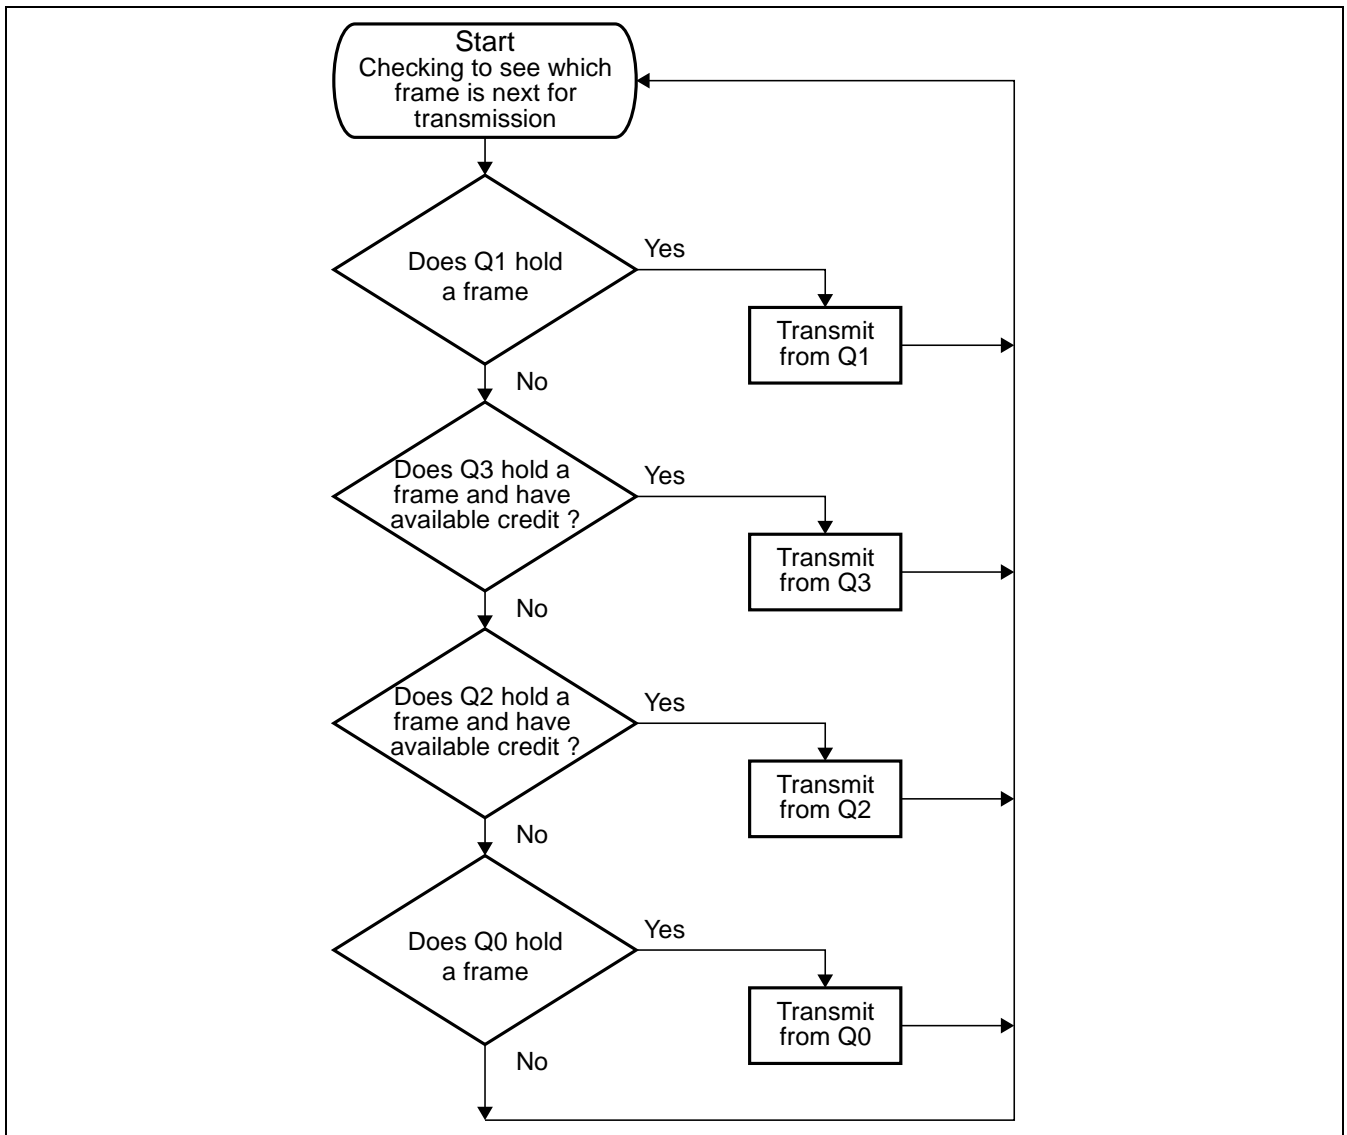 Start
Checking to see which
frame is next for
transmission
Does Q1 hold
a frame
Yes
Transmit
from Q1
No
Does Q3 hold a
frame and have
available credit ?
Yes
Transmit
from Q3
No
Does Q2 hold a
frame and have
available credit ?
Yes
Transmit
from Q2
No
Does Q0 hold
a frame
Yes
Transmit
from Q0
No